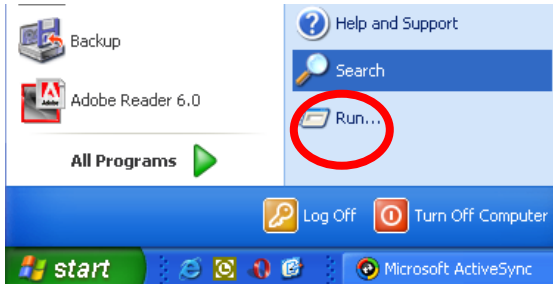 Backup
Adobe Reader 6.0
All Programs
Help and Support
Search
Run...
Log Off
Turn Off Computer
start
Microsoft ActiveSync